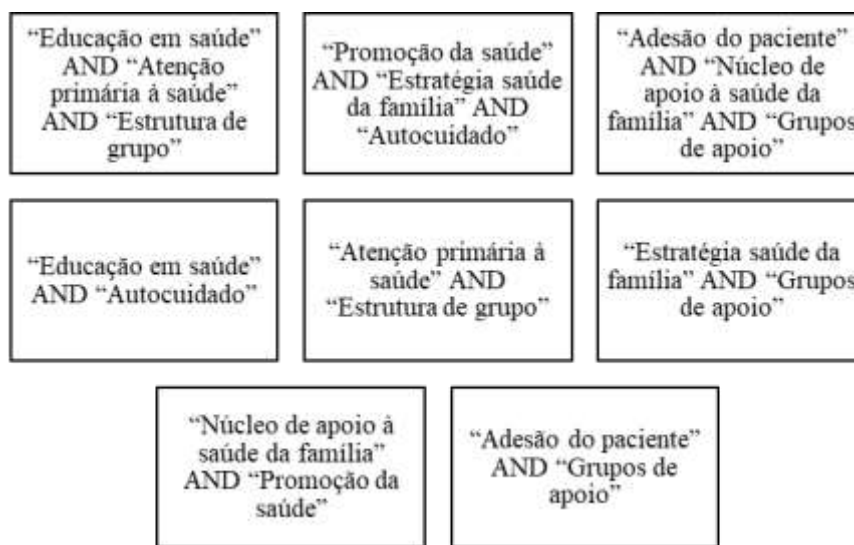 “Educação em saúde”
AND “Atenção
primária à saúde”
AND “Estrutura de
grupo”
“Promoção da saúde”
AND “Estratégia saúde
da família” AND
“Autocuidado”
“Adesão do paciente”
AND “Núcleo de
apoio à saúde da
família” AND “Grupos
de apoio”
“Educação em saúde”
AND “Autocuidado”
“Atenção primária à
saúde” AND
“Estrutura de grupo”
“Estratégia saúde da
família” AND “Grupos
de apoio”
“Núcleo de apoio à
saúde da família”
AND “Promoção da
saúde”
“Adesão do paciente”
AND “Grupos de
apoio”